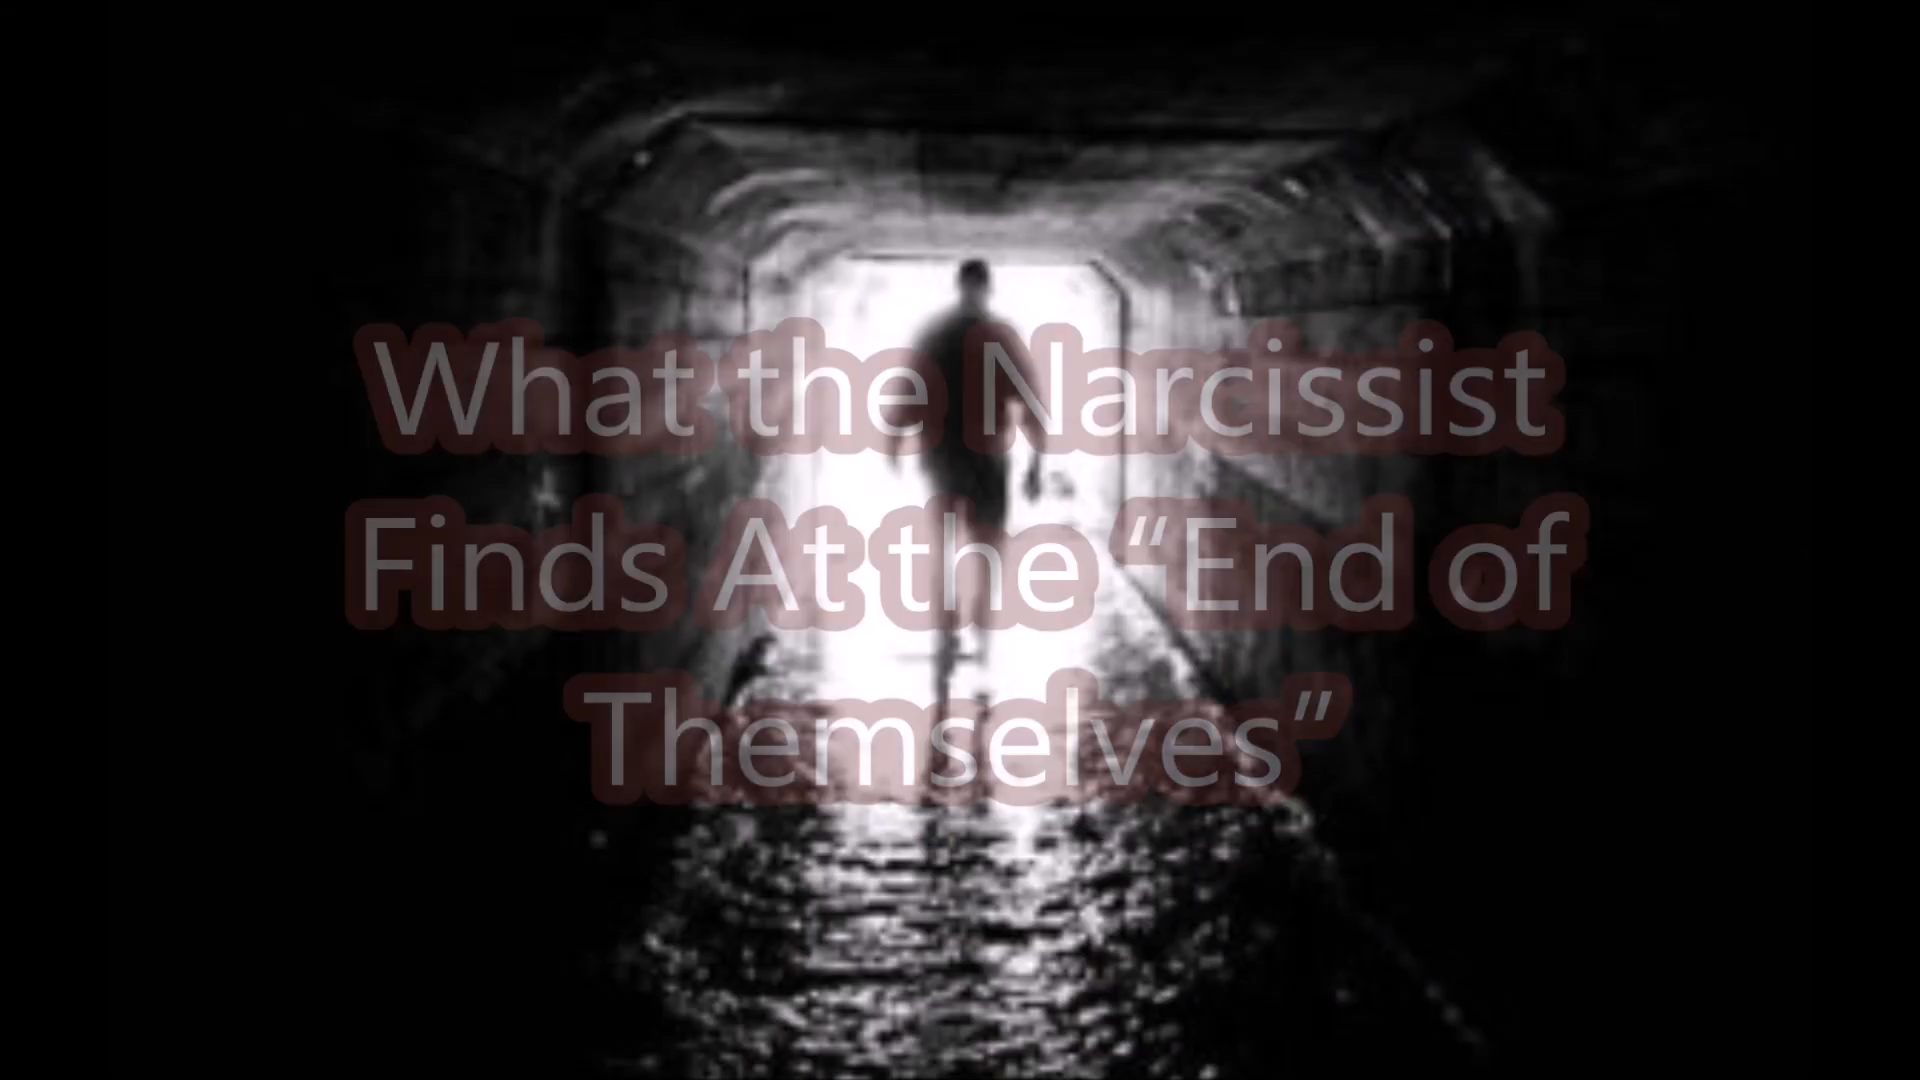 What the Narcissist
Finds At the “End of
Themselves”